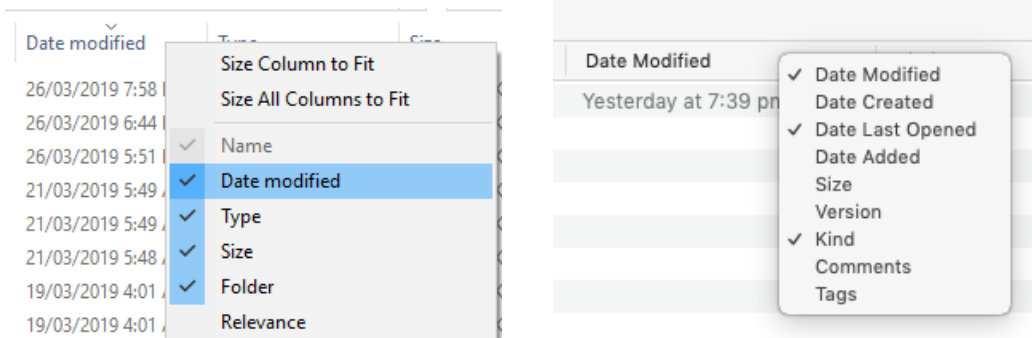 Date modified
26/03/2019 7:58
26/03/2019 6:44
26/03/2019 5:51
21/03/2019 5:49
21/03/2019 5:49
21/03/2019 5:48
19/03/2019 4:01
19/03/2019 4:01
Size Column to Fit
Size All Columns to Fit
Name
Date modified
Type
Size
Folder
Relevance
Date Modified
Yesterday at 7:39 pm
Date Modified
Date Created
Date Last Opened
Date Added
Size
Version
Kind
Comments
Tags